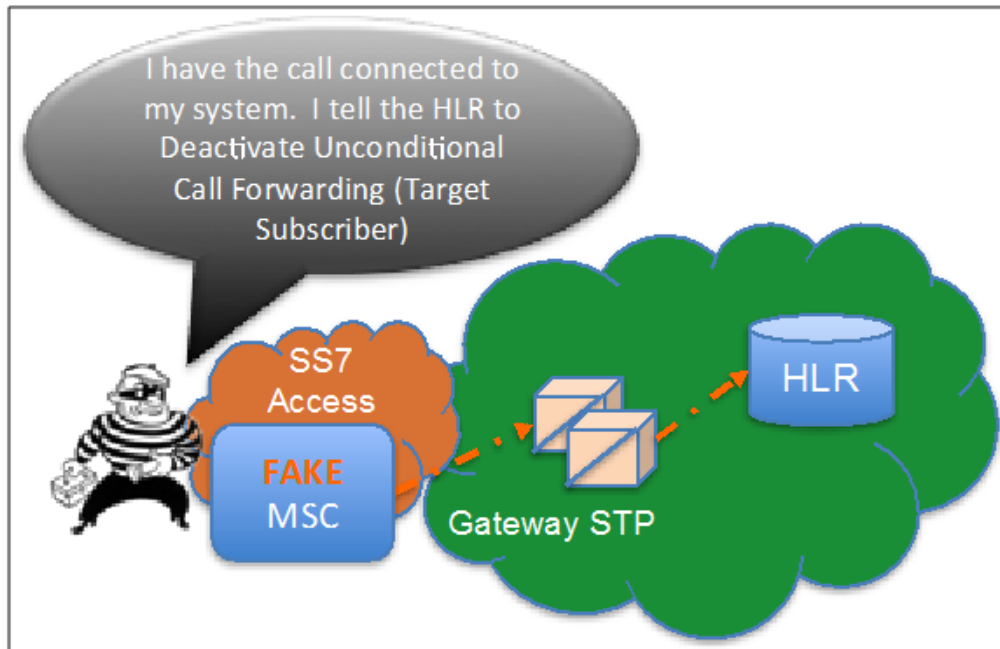 I have the call connected to
my system.  I tell the HLR to
Deactivate Unconditional
Call Forwarding (Target
Subscriber)
SS7
Access
FAKE
MSC
Gateway STP
HLR